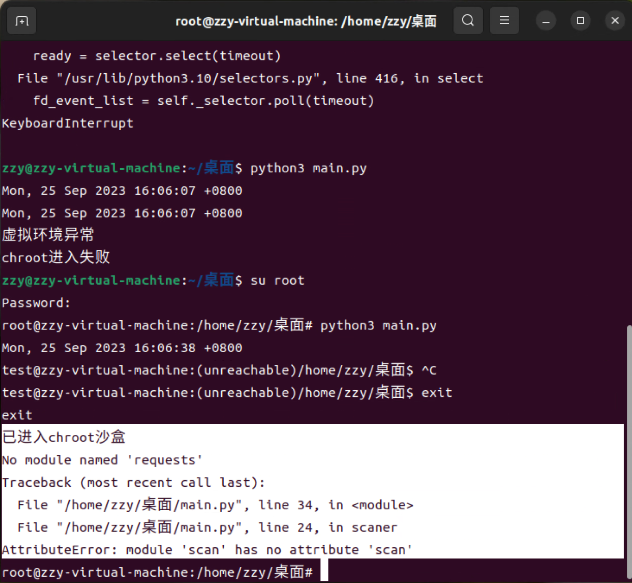 root@zzy-virtual-machine: /home/zzy/桌面
ready = selector.select(timeout)
File "/usr/lib/python3.10/selectors.py", line 416, in select
fd_event_list = self._selector.poll(timeout)
KeyboardInterrupt
zzy@zzy-virtual-machine:~/桌面$ python3 main.py
Mon, 25 Sep 2023 16:06:07 +0800
Mon, 25 Sep 2023 16:06:07 +0800
虚拟环境异常
chroot进入失败
zzy@zzy-virtual-machine:~/桌面$ su root
Password:
root@zzy-virtual-machine:/home/zzy/桌面# python3 main.py
Mon, 25 Sep 2023 16:06:38 +0800
test@zzy-virtual-machine:(unreachable)/home/zzy/桌面$ ^C
test@zzy-virtual-machine:(unreachable)/home/zzy/桌面$ exit
exit
已进入chroot沙盒
No module named 'requests'
Traceback (most recent call last):
File "/home/zzy/桌面/main.py", line 34, in <module>
File "/home/zzy/桌面/main.py", line 24, in scaner
AttributeError: module 'scan' has no attribute 'scan'
root@zzy-virtual-machine:/home/zzy/桌面#